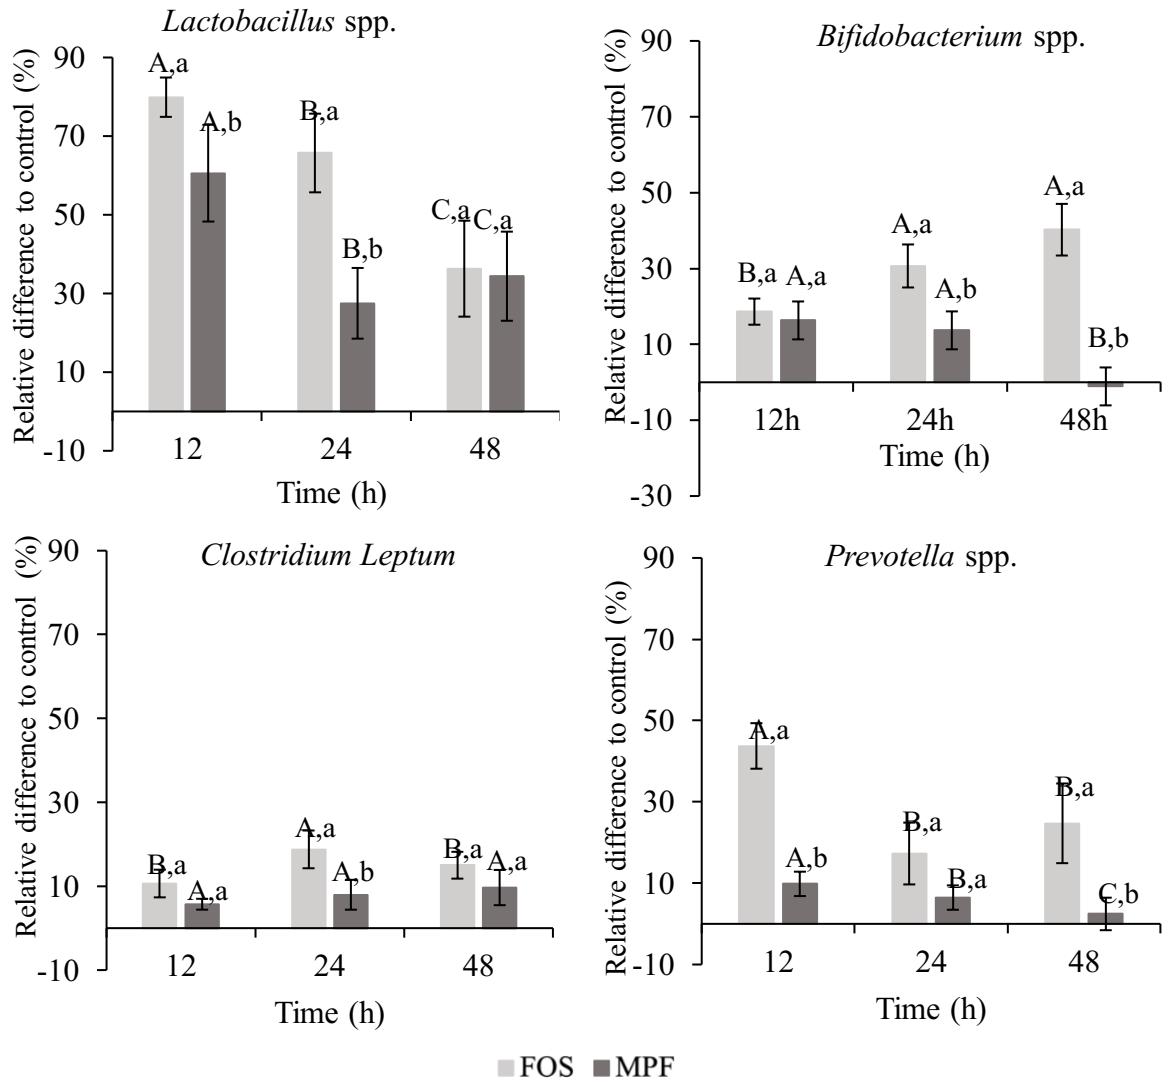 Lactobacillus spp.
Relative difference to control (%)
90
70
50
30
10
-10
A,a
A,b
B,a
B,b
C,a
C,a
12
24
48
Time (h)
Bifidobacterium spp.
Relative difference to control (%)
90
70
50
30
10
-10
-30
B,a
A,a
A,a
A,b
A,a
B,b
12h
24h
48h
Time (h)
Clostridium Leptum
Relative difference to control (%)
90
70
50
30
10
-10
B,a
A,a
A,a
A,b
B,a
A,a
12
24
48
Time (h)
Prevotella spp.
Relative difference to control (%)
90
70
50
30
10
-10
A,a
A,b
B,a
B,a
B,a
C,b
12
24
48
Time (h)
FOS MPF